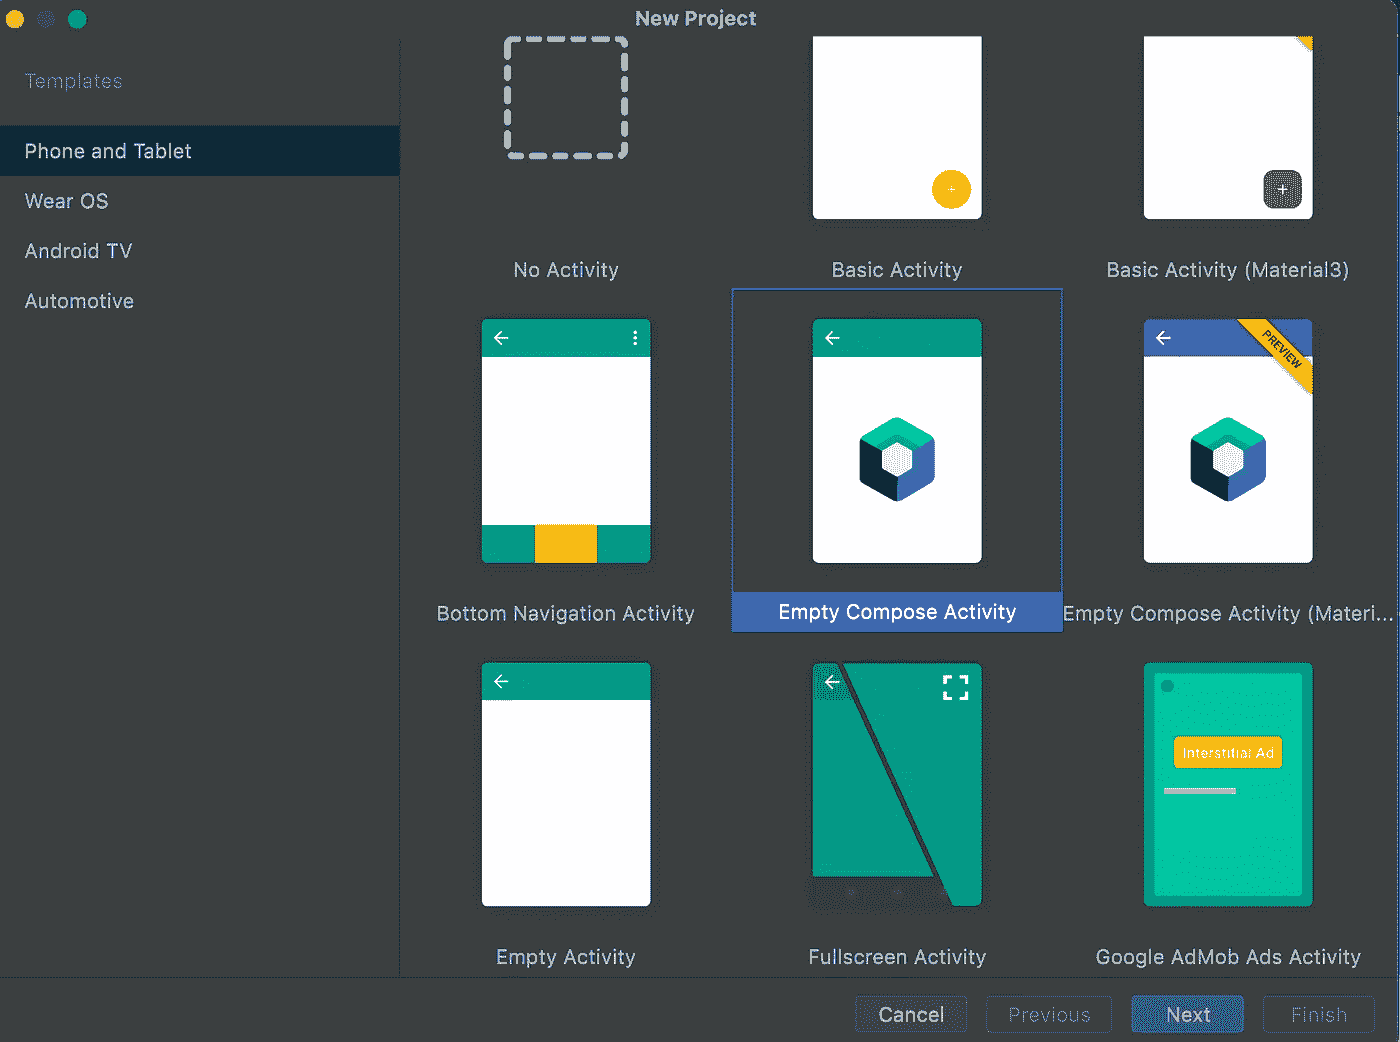 New Project
Templates
Phone and Tablet
Wear OS
Android TV
Automotive
No Activity
Basic Activity
Basic Activity (Material3)
PREVIEW
Bottom Navigation Activity
Empty Compose Activity
Empty Compose Activity (Materi...
Interstitial Ad
Empty Activity
Fullscreen Activity
Google AdMob Ads Activity
Cancel
Previous
Next
Finish